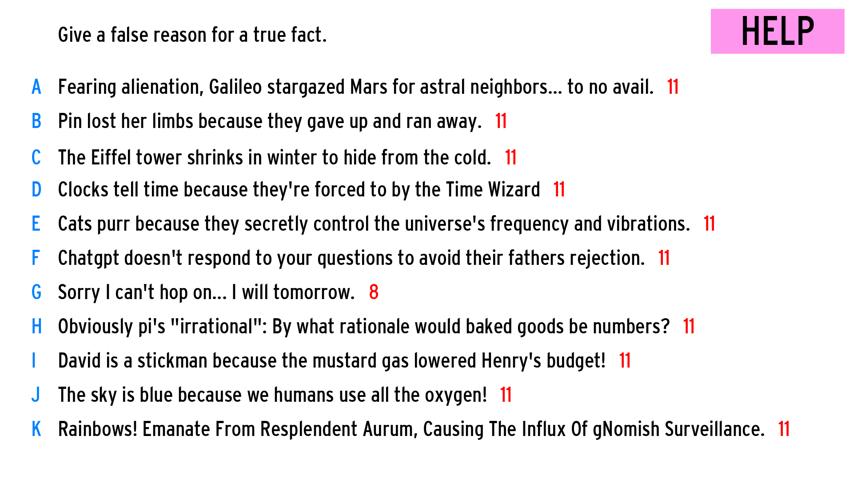 Give a false reason for a true fact.
HELP
A Fearing alienation, Galileo stargazed Mars for astral neighbors... to no avail. 11
B Pin lost her limbs because they gave up and ran away. 11
C The Eiffel tower shrinks in winter to hide from the cold. 11
D Clocks tell time because they're forced to by the Time Wizard 11
E Cats purr because they secretly control the universe's frequency and vibrations. 11
F Chatgpt doesn't respond to your questions to avoid their fathers rejection. 11
G Sorry I can't hop on... I will tomorrow. 8
H Obviously pi's "irrational": By what rationale would baked goods be numbers? 11
I David is a stickman because the mustard gas lowered Henry's budget! 11
J The sky is blue because we humans use all the oxygen! 11
K Rainbows! Emanate From Resplendent Aurum, Causing The Influx Of gNomish Surveillance. 11